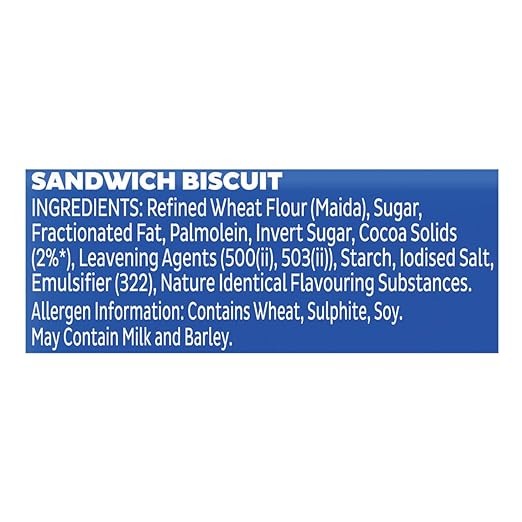 SANDWICH BISCUIT
INGREDIENTS: Refined Wheat Flour (Maida), Sugar,
Fractionated Fat, Palmolein, Invert Sugar, Cocoa Solids
(2%*), Leavening Agents (500(ii), 503(ii)), Starch, Iodised Salt,
Emulsifier (322), Nature Identical Flavouring Substances.
Allergen Information: Contains Wheat, Sulphite, Soy.
May Contain Milk and Barley.